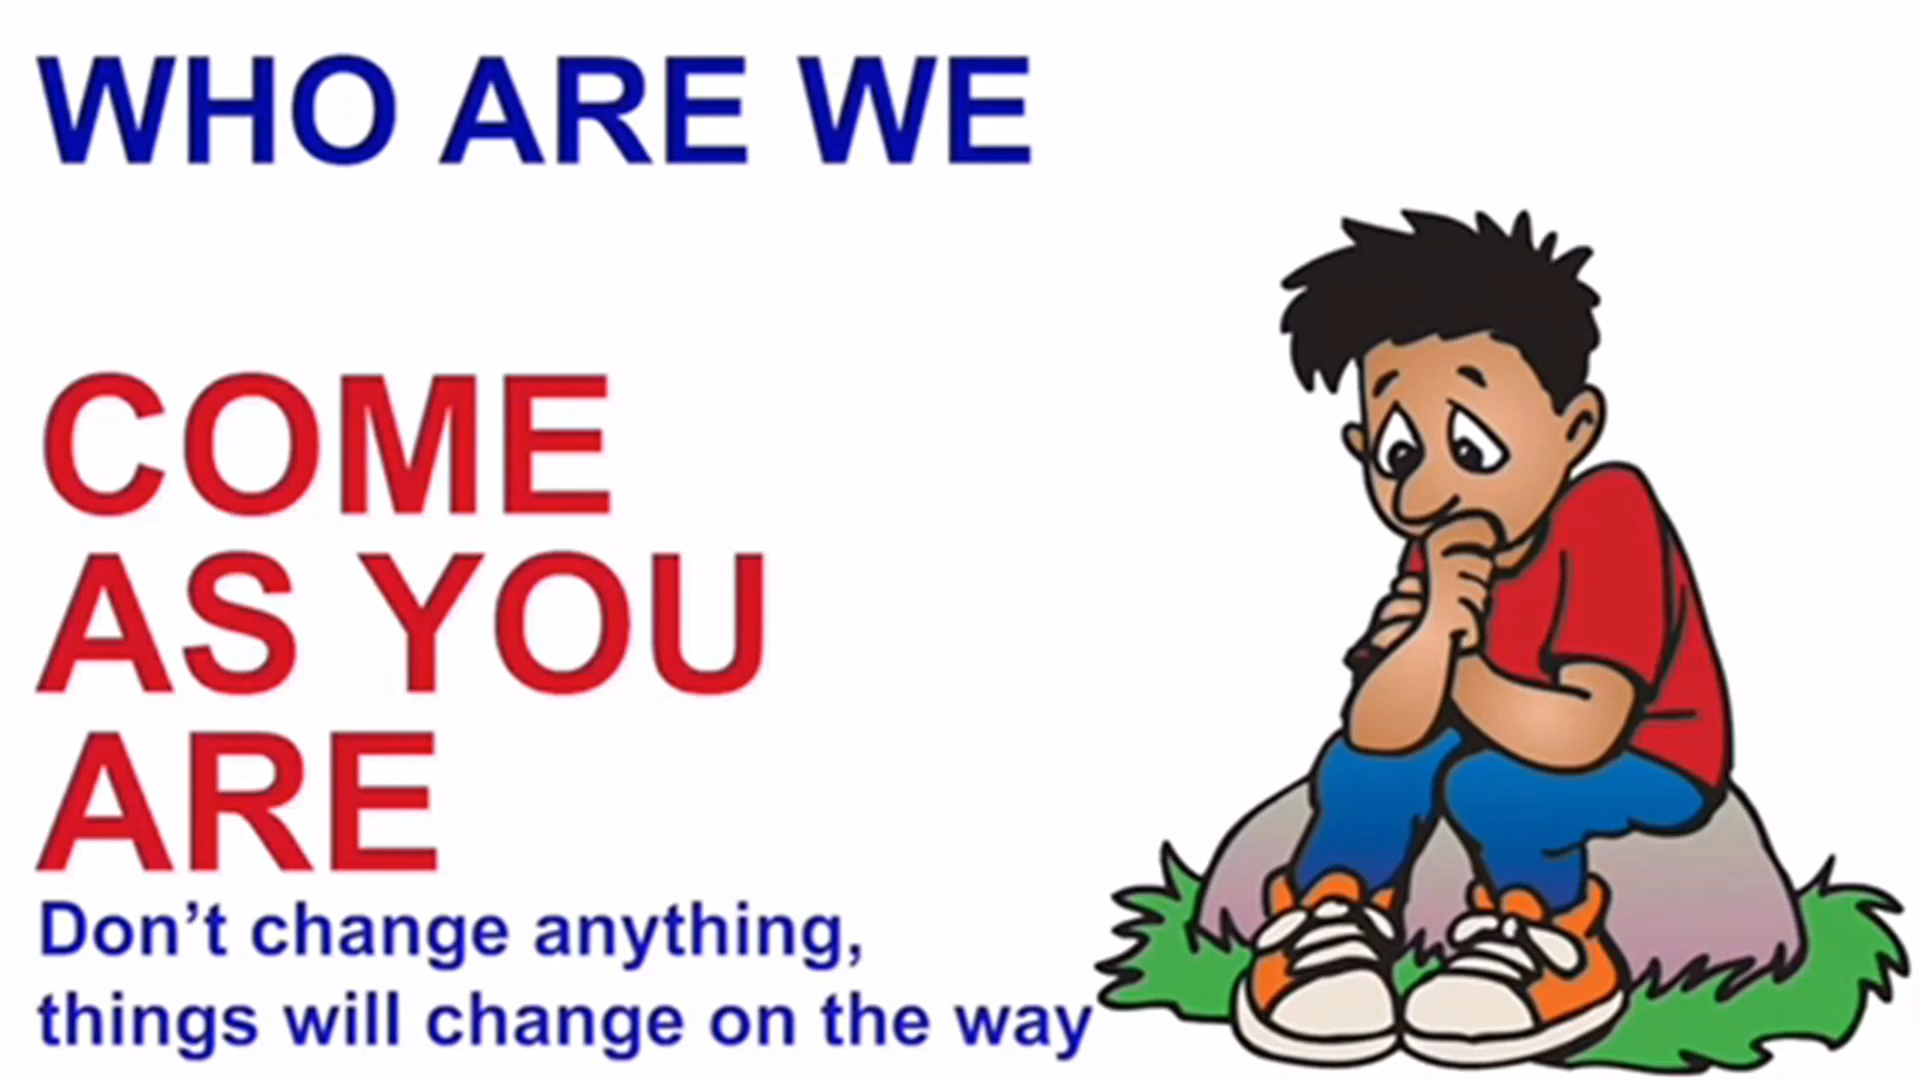 WHO ARE WE
COME
AS YOU
ARE
Don’t change anything,
things will change on the way